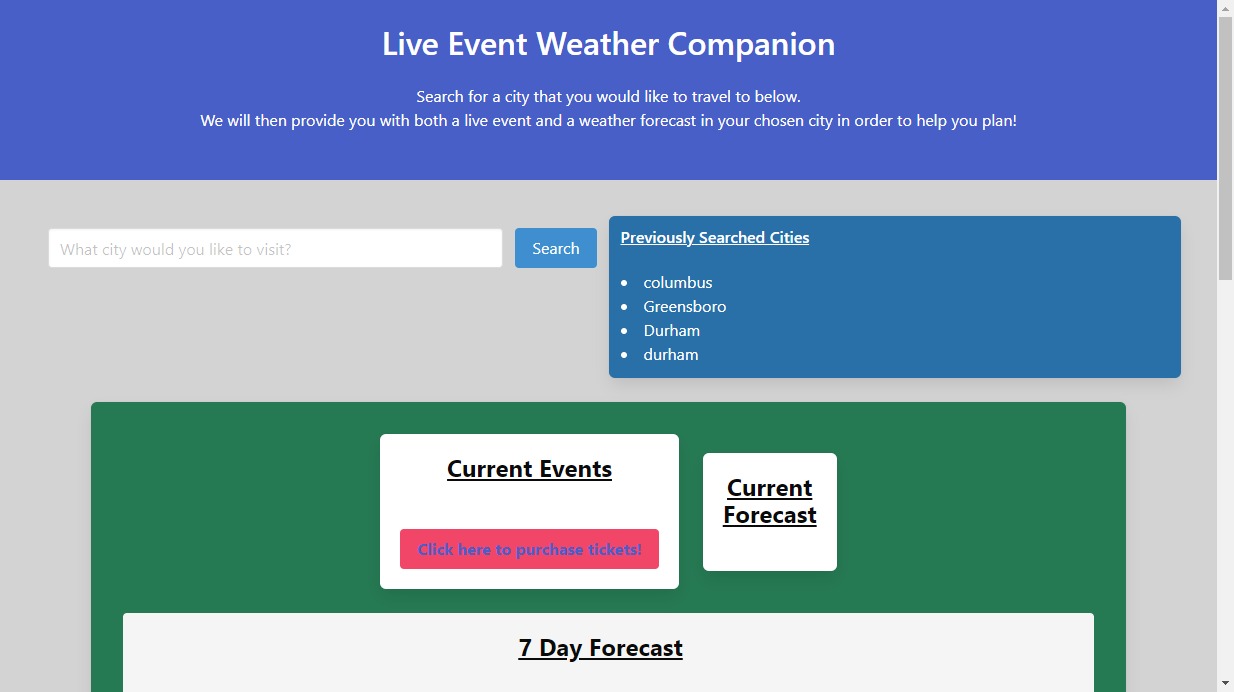 Live Event Weather Companion
Search for a city that you would like to travel to below.
We will then provide you with both a live event and a weather forecast in your chosen city in order to help you plan!
What city would you like to visit?
Search
Previously Searched Cities
columbus
Greensboro
Durham
durham
Current Events
Click here to purchase tickets!
Current
Forecast
7 Day Forecast